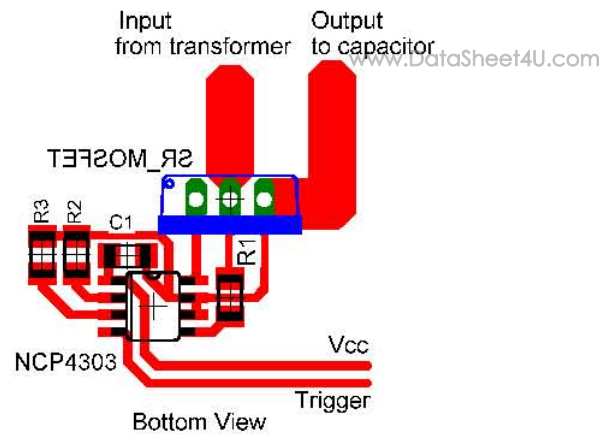 Input
from transformer
Output
to capacitor
www.DataSheet4U.com
SR_MOSFET
R3
R2
C1
R1
NCP4303
Vcc
Trigger
Bottom View